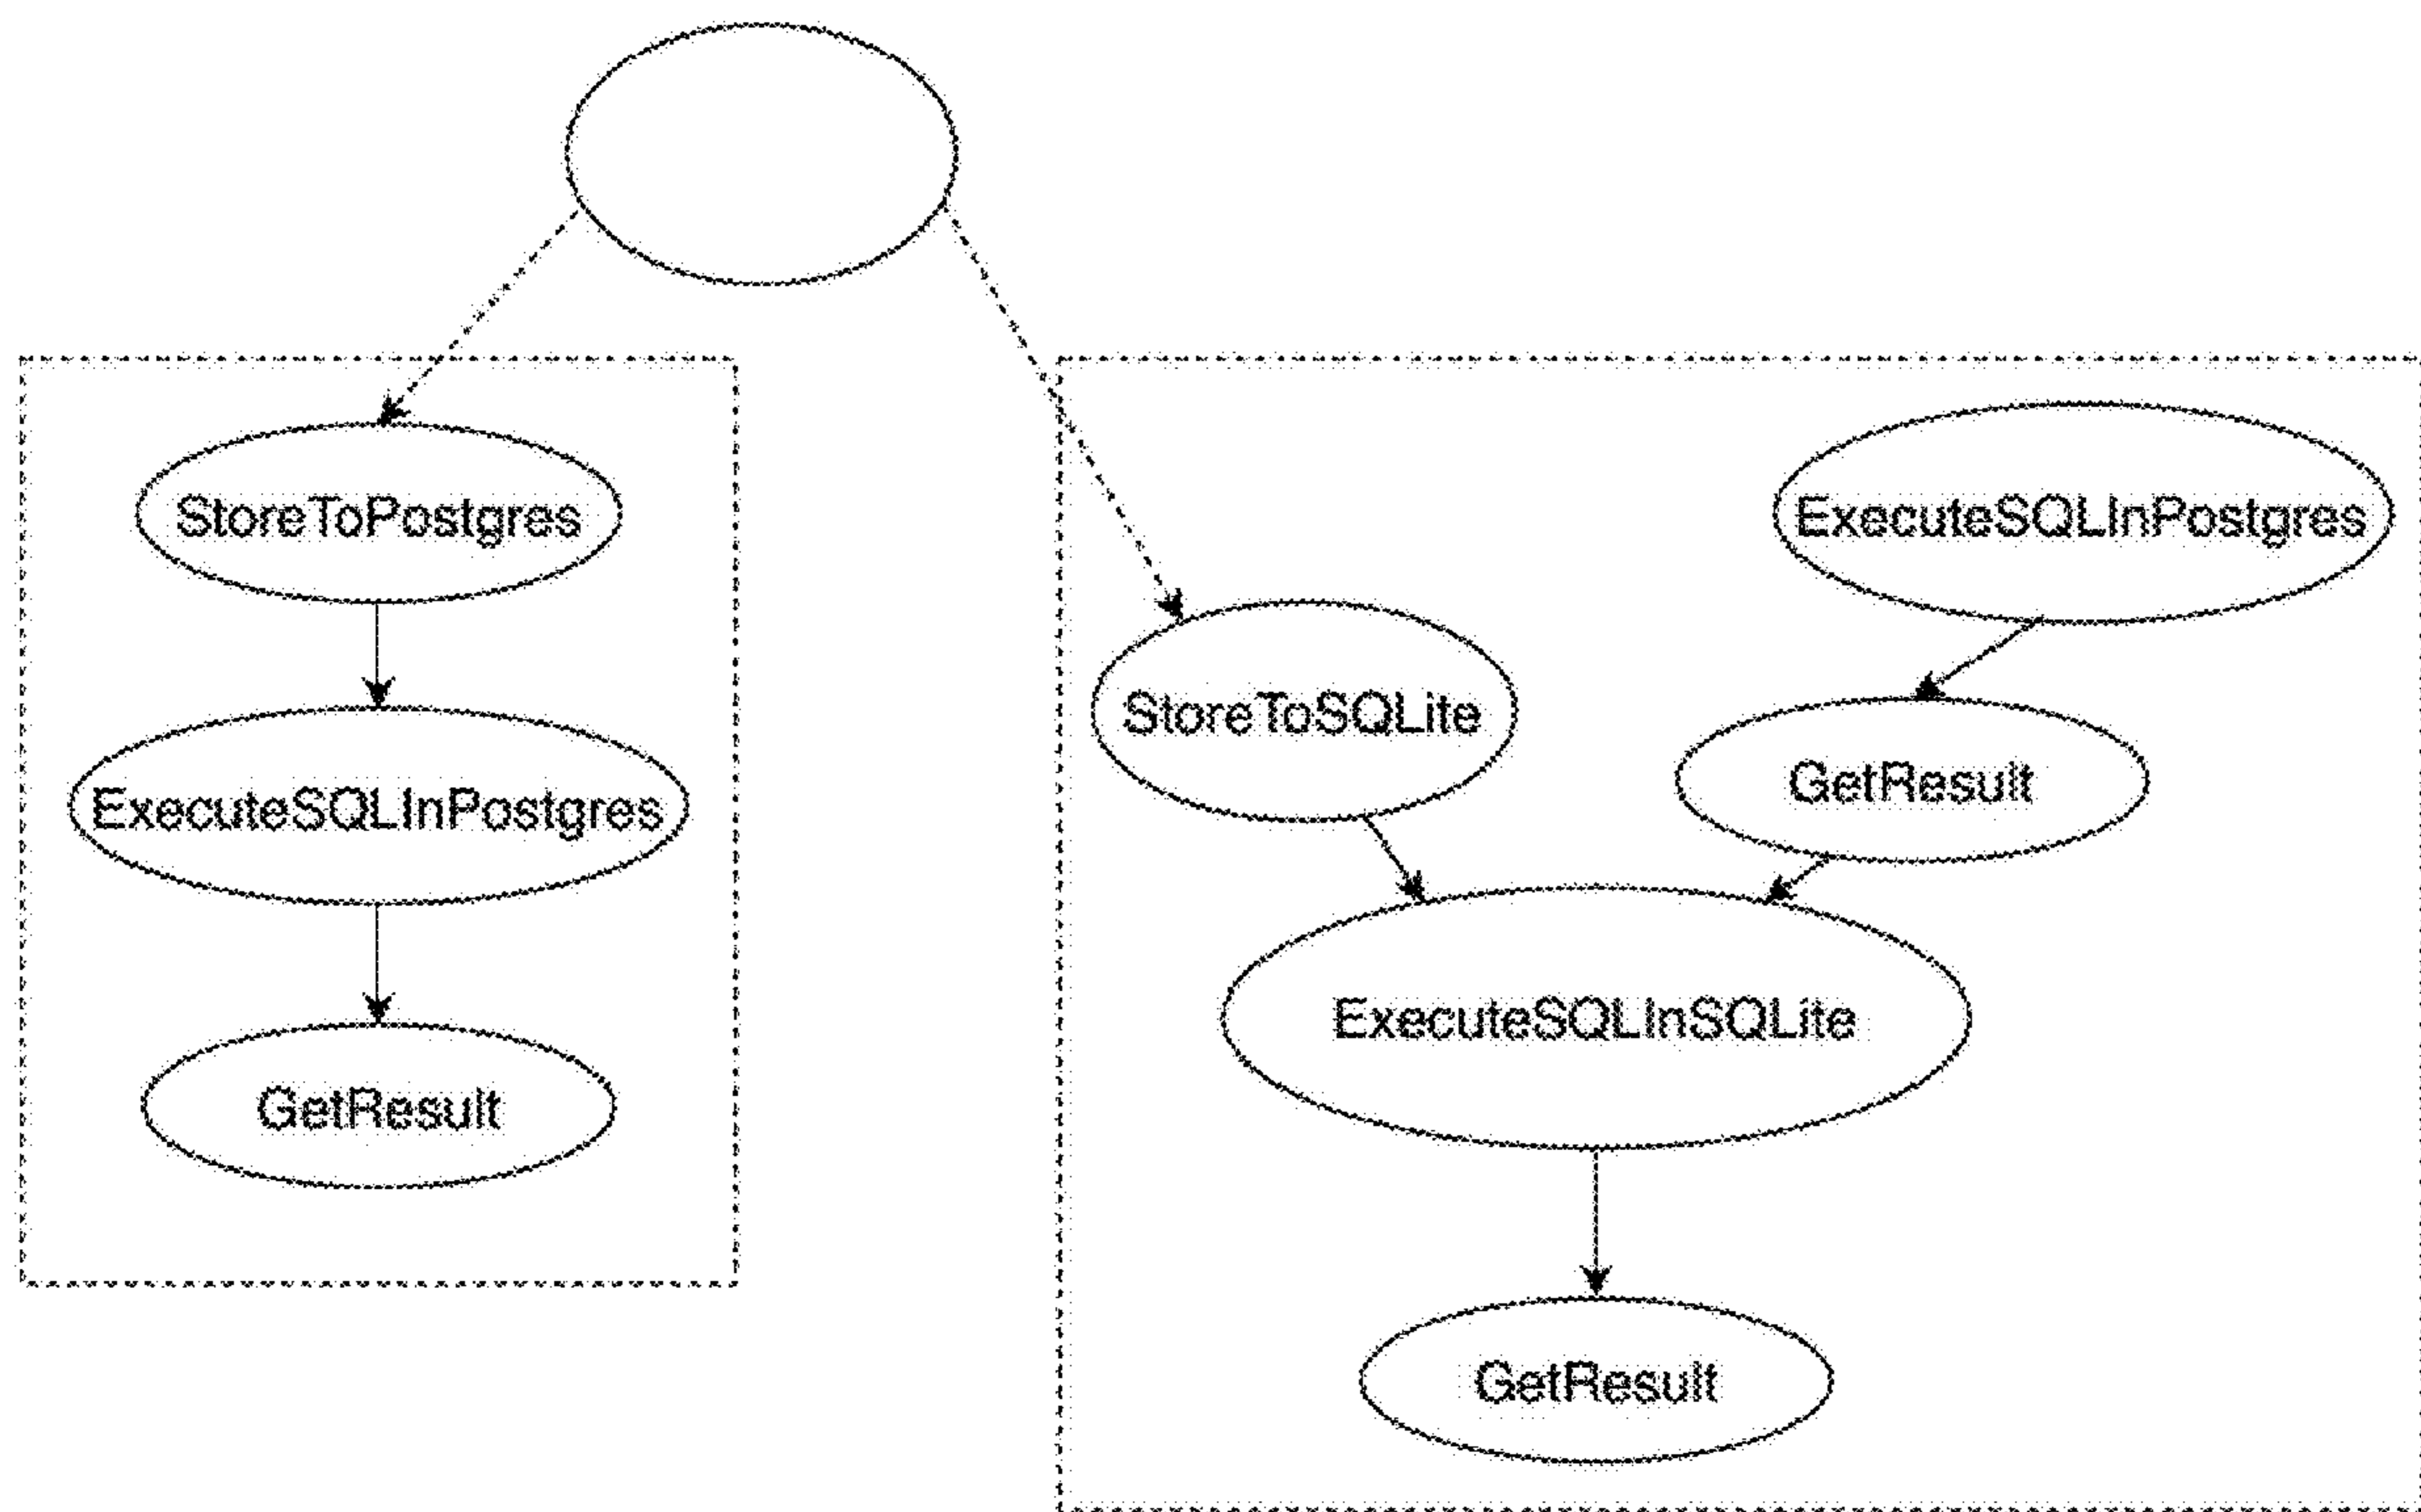 StoreToPostgres
ExecuteSQLInPostgres
GetResult
ExecuteSQLInPostgres
StoreToSQLite
GetResult
ExecuteSQLInSQLite
GetResult